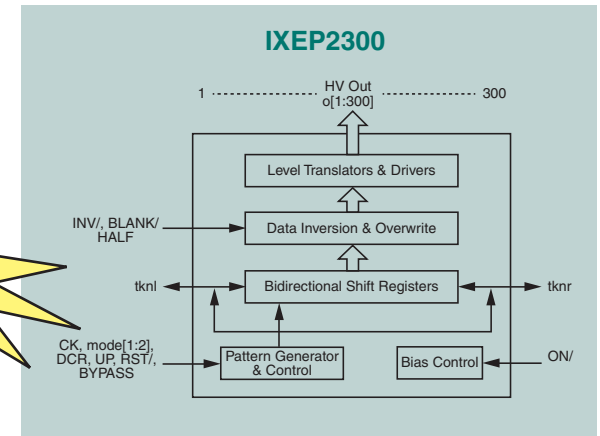 IXEP2300
HV Out
1 ........................ 300
o[1:300]
Level Translators & Drivers
INV/, BLANK/
HALF
Data Inversion & Overwrite
tknl
Bidirectional Shift Registers
tknr
CK, mode[1:2],
DCR, UP, RST/,
BYPASS
Pattern Generator
& Control
Bias Control
ON/